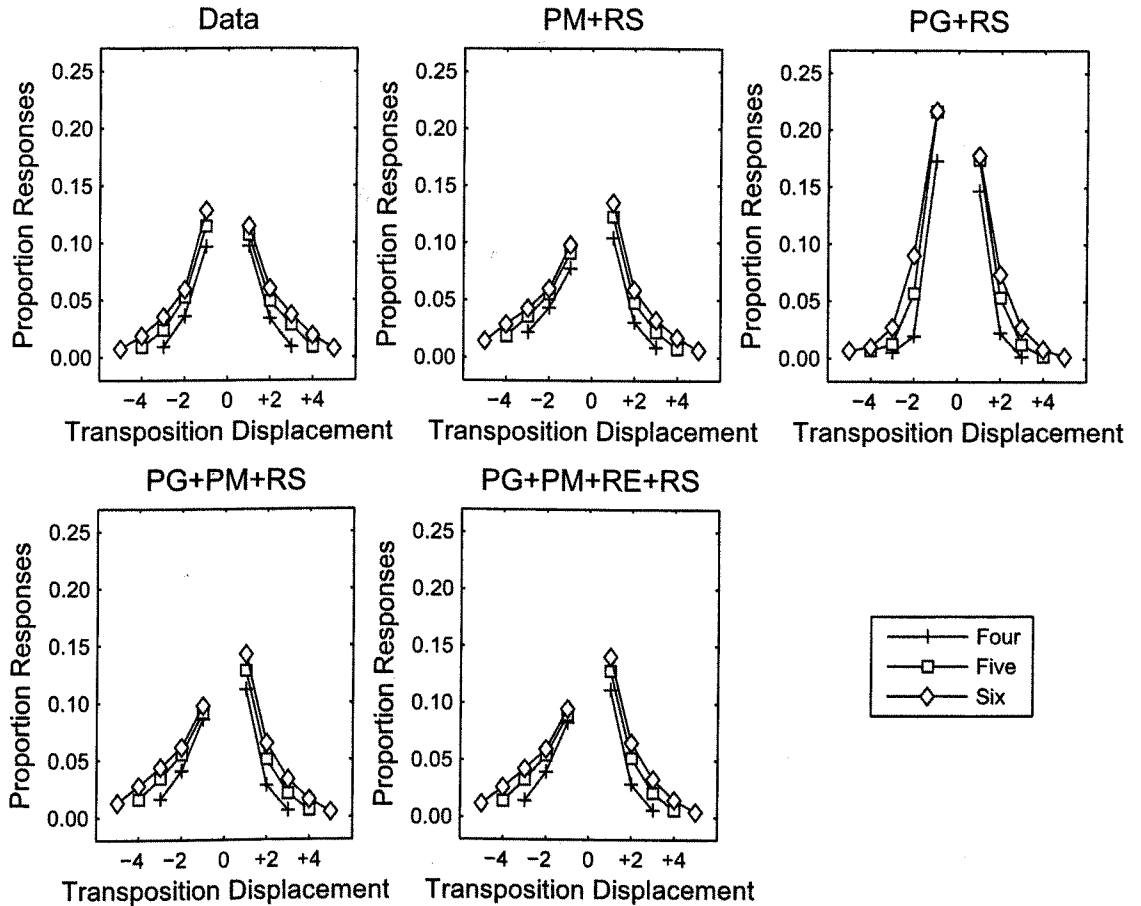 Data
Proportion Responses
0.25
0.20
0.15
0.10
0.05
0.00
−4 −2 0 +2 +4
Transposition Displacement
PM+RS
Proportion Responses
0.25
0.20
0.15
0.10
0.05
0.00
−4 −2 0 +2 +4
Transposition Displacement
PG+RS
Proportion Responses
0.25
0.20
0.15
0.10
0.05
0.00
−4 −2 0 +2 +4
Transposition Displacement
PG+PM+RS
Proportion Responses
0.25
0.20
0.15
0.10
0.05
0.00
−4 −2 0 +2 +4
Transposition Displacement
PG+PM+RE+RS
Proportion Responses
0.25
0.20
0.15
0.10
0.05
0.00
−4 −2 0 +2 +4
Transposition Displacement
Four
Five
Six